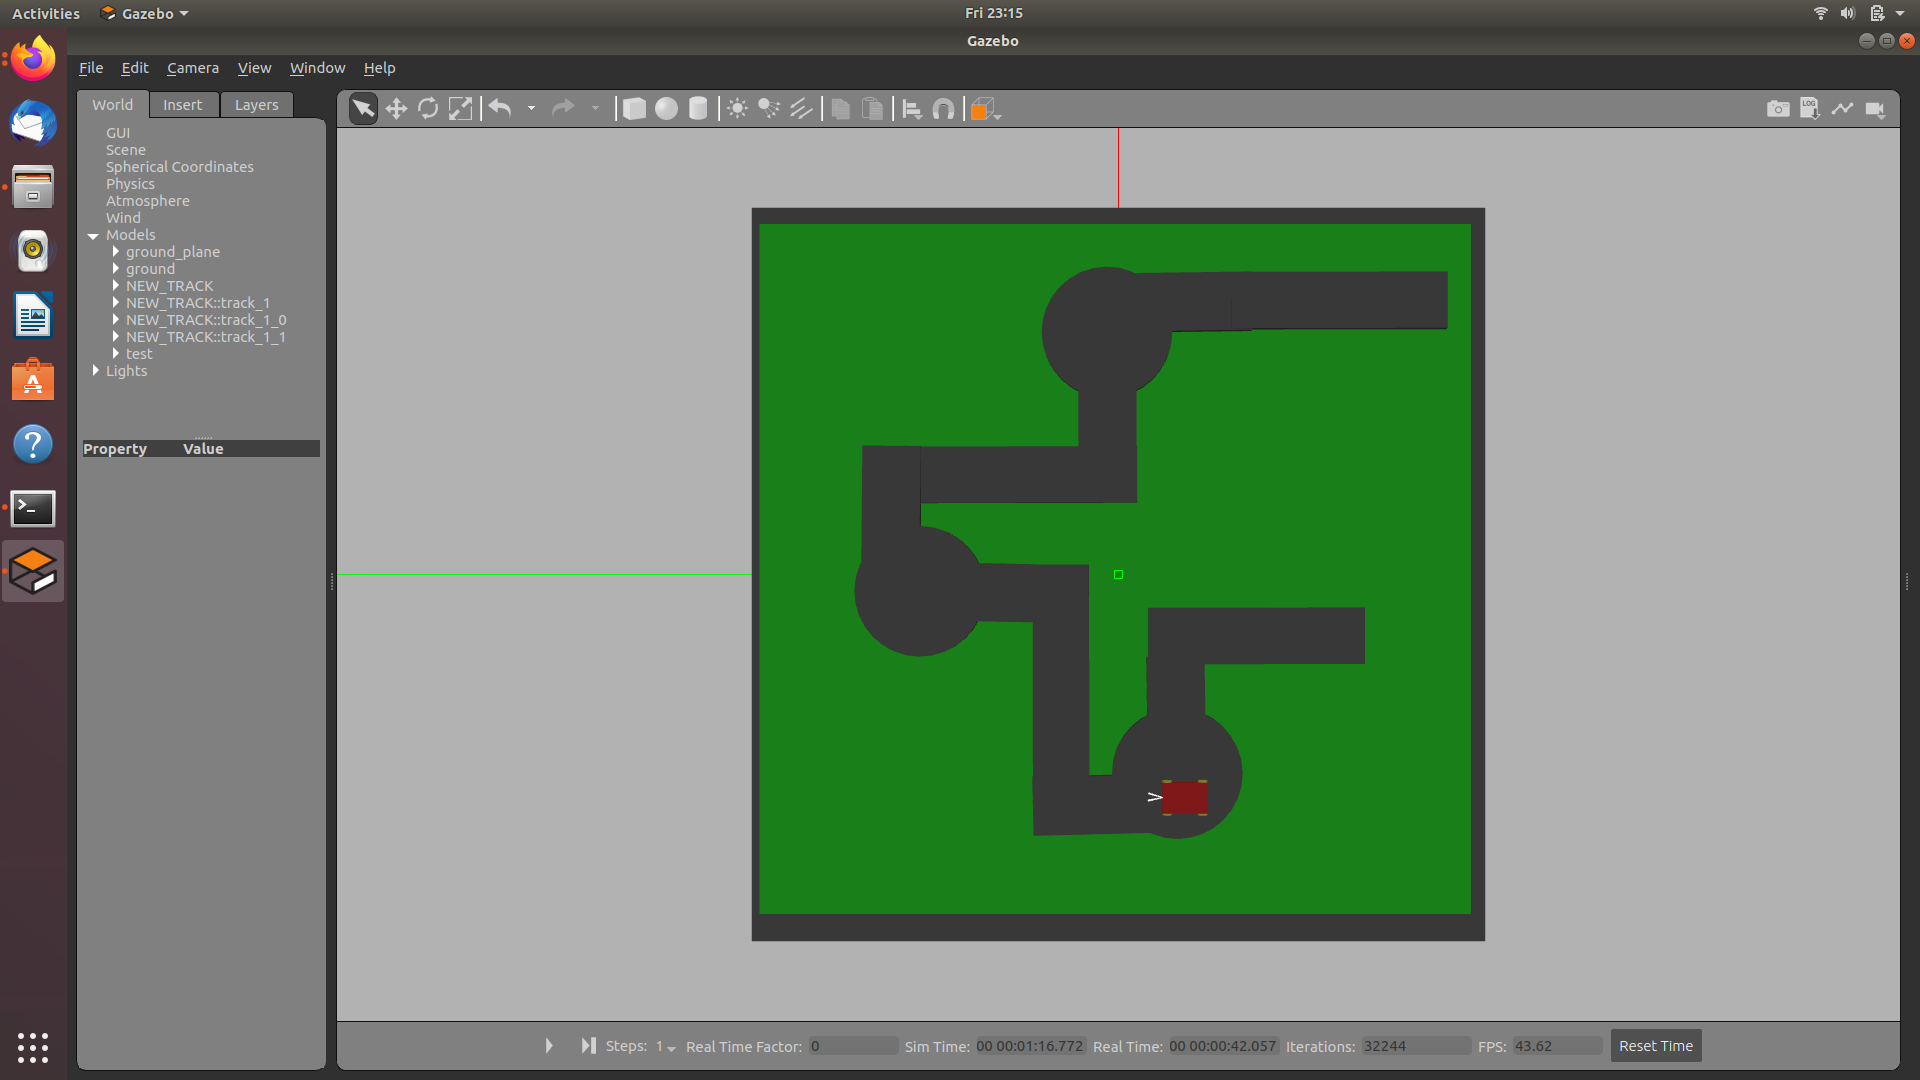 Activities Gazebo Fri 23:15
Gazebo
File Edit Camera View Window Help
World Insert Layers
LOG
GUI
Scene
Spherical Coordinates
Physics
Atmosphere
Wind
Models
ground_plane
ground
NEW_TRACK
NEW_TRACK::track_1
NEW_TRACK::track_1_0
NEW_TRACK::track_1_1
test
Lights
Property Value
Steps: 1 Real Time Factor: 0 Sim Time: 00 00:01:16.772 Real Time: 00 00:00:42.057 Iterations: 32244 FPS: 43.62 Reset Time